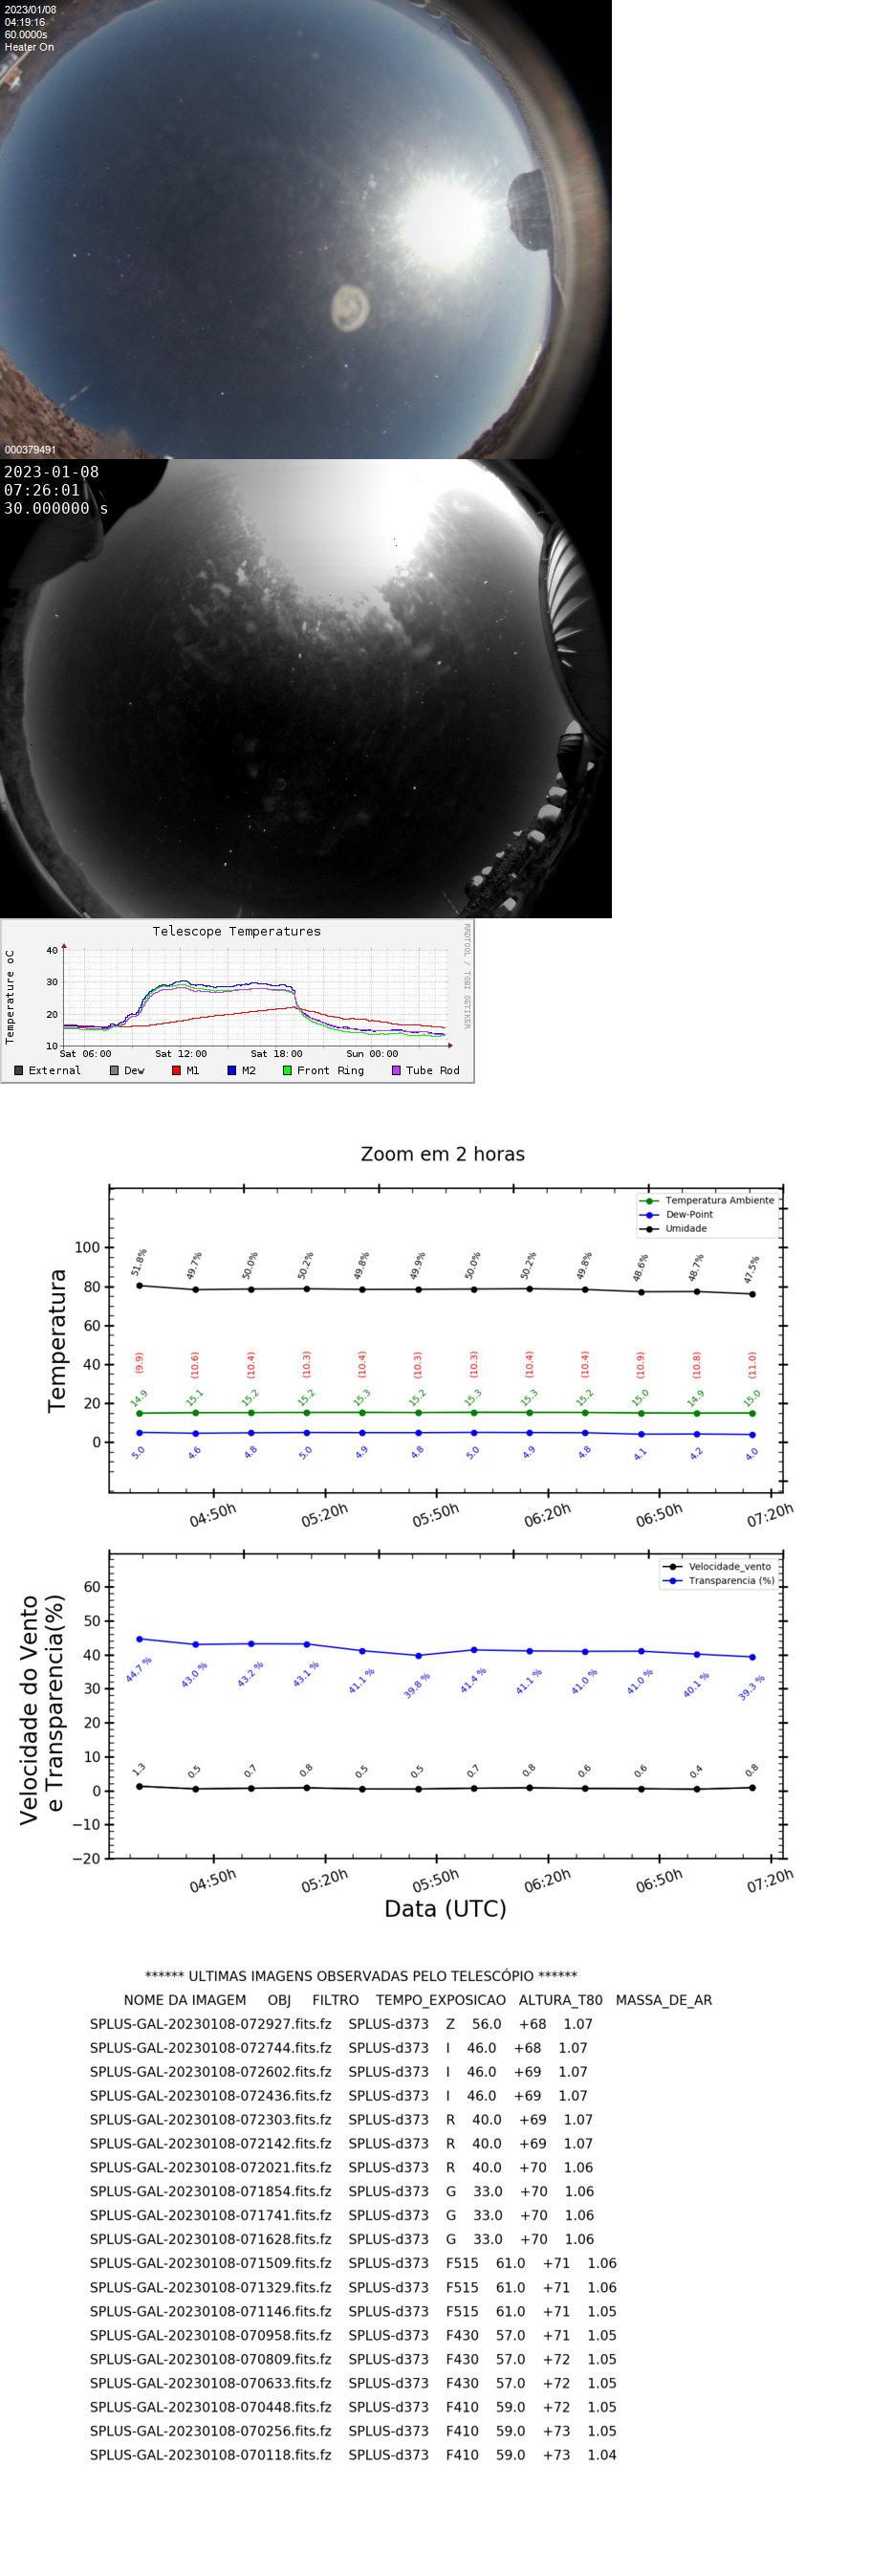 2023/01/08
04:19:16
60.0000s
Heater On
000379491
2023-01-08
07:26:01
30.000000 s
Telescope Temperatures
RRDTOOL / TOBI OETIKER
Temperature oC
40
30
20
10
Sat 06:00 Sat 12:00 Sat 18:00 Sun 00:00
External Dew M1 M2 Front Ring Tube Rod
Zoom em 2 horas
Temperatura Ambiente
Dew-Point
Umidade
Temperatura
100
80
60
40
20
0
51.8% 49.7% 50.0% 50.2% 49.8% 49.9% 50.0% 50.2% 49.8% 48.6% 48.7% 47.5%
(9.9) (10.6) (10.4) (10.3) (10.4) (10.3) (10.3) (10.4) (10.4) (10.9) (10.8) (11.0)
14.9 15.1 15.2 15.2 15.3 15.2 15.3 15.3 15.2 15.0 14.9 15.0
5.0 4.6 4.8 5.0 4.9 4.8 5.0 4.9 4.8 4.1 4.2 4.0
04:50h 05:20h 05:50h 06:20h 06:50h 07:20h
Velocidade_vento
Transparencia (%)
Velocidade do Vento
e Transparencia(%)
60
50
40
30
20
10
0
−10
−20
44.7 % 43.0 % 43.2 % 43.1 % 41.1 % 39.8 % 41.4 % 41.1 % 41.0 % 41.0 % 40.1 % 39.3 %
1.3 0.5 0.7 0.8 0.5 0.5 0.7 0.8 0.6 0.6 0.4 0.8
04:50h 05:20h 05:50h 06:20h 06:50h 07:20h
Data (UTC)
****** ULTIMAS IMAGENS OBSERVADAS PELO TELESCÓPIO ******
NOME DA IMAGEM OBJ FILTRO TEMPO_EXPOSICAO ALTURA_T80 MASSA_DE_AR
SPLUS-GAL-20230108-072927.fits.fz SPLUS-d373 Z 56.0 +68 1.07
SPLUS-GAL-20230108-072744.fits.fz SPLUS-d373 I 46.0 +68 1.07
SPLUS-GAL-20230108-072602.fits.fz SPLUS-d373 I 46.0 +69 1.07
SPLUS-GAL-20230108-072436.fits.fz SPLUS-d373 I 46.0 +69 1.07
SPLUS-GAL-20230108-072303.fits.fz SPLUS-d373 R 40.0 +69 1.07
SPLUS-GAL-20230108-072142.fits.fz SPLUS-d373 R 40.0 +69 1.07
SPLUS-GAL-20230108-072021.fits.fz SPLUS-d373 R 40.0 +70 1.06
SPLUS-GAL-20230108-071854.fits.fz SPLUS-d373 G 33.0 +70 1.06
SPLUS-GAL-20230108-071741.fits.fz SPLUS-d373 G 33.0 +70 1.06
SPLUS-GAL-20230108-071628.fits.fz SPLUS-d373 G 33.0 +70 1.06
SPLUS-GAL-20230108-071509.fits.fz SPLUS-d373 F515 61.0 +71 1.06
SPLUS-GAL-20230108-071329.fits.fz SPLUS-d373 F515 61.0 +71 1.06
SPLUS-GAL-20230108-071146.fits.fz SPLUS-d373 F515 61.0 +71 1.05
SPLUS-GAL-20230108-070958.fits.fz SPLUS-d373 F430 57.0 +71 1.05
SPLUS-GAL-20230108-070809.fits.fz SPLUS-d373 F430 57.0 +72 1.05
SPLUS-GAL-20230108-070633.fits.fz SPLUS-d373 F430 57.0 +72 1.05
SPLUS-GAL-20230108-070448.fits.fz SPLUS-d373 F410 59.0 +72 1.05
SPLUS-GAL-20230108-070256.fits.fz SPLUS-d373 F410 59.0 +73 1.05
SPLUS-GAL-20230108-070118.fits.fz SPLUS-d373 F410 59.0 +73 1.04